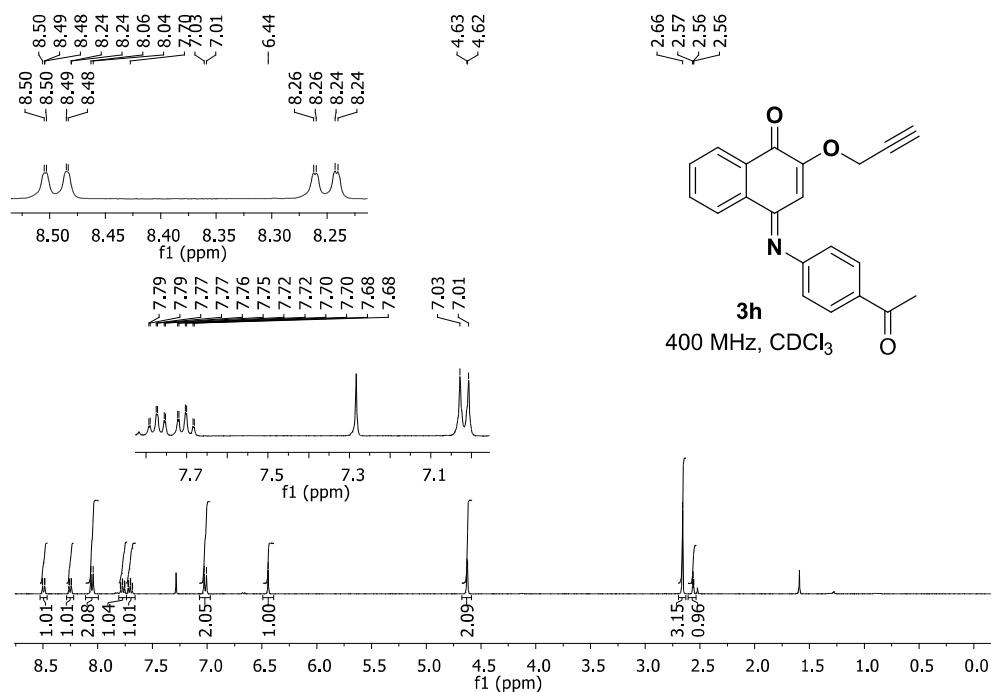 8.50 8.49 8.48 8.24 8.24 8.06 8.04 7.70 7.03 7.01 6.44 4.63 4.62 2.66 2.57 2.56 2.56
8.50 8.50 8.49 8.48 8.26 8.26 8.24 8.24
8.50 8.45 8.40 8.35 8.30 8.25
f1 (ppm)
7.79 7.79 7.77 7.77 7.76 7.75 7.72 7.72 7.70 7.70 7.68 7.68 7.03 7.01
7.7 7.5 7.3 7.1
f1 (ppm)
O
O
N
O
3h
400 MHz, CDCl₃
1.01 1.01 2.08 1.04 1.01 2.05 1.00 2.09 3.15 0.96
8.5 8.0 7.5 7.0 6.5 6.0 5.5 5.0 4.5 4.0 3.5 3.0 2.5 2.0 1.5 1.0 0.5 0.0
f1 (ppm)